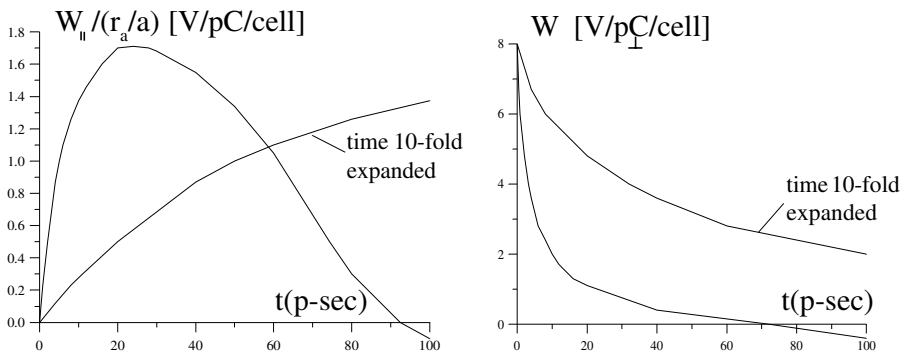 W‖/(rₐ/a) [V/pC/cell]
1.8
1.6
1.4
1.2
1.0
0.8
0.6
0.4
0.2
0.0
time 10-fold
expanded
t(p-sec)
0 20 40 60 80 100
W⊥ [V/pC/cell]
8
6
4
2
0
time 10-fold
expanded
t(p-sec)
0 20 40 60 80 100